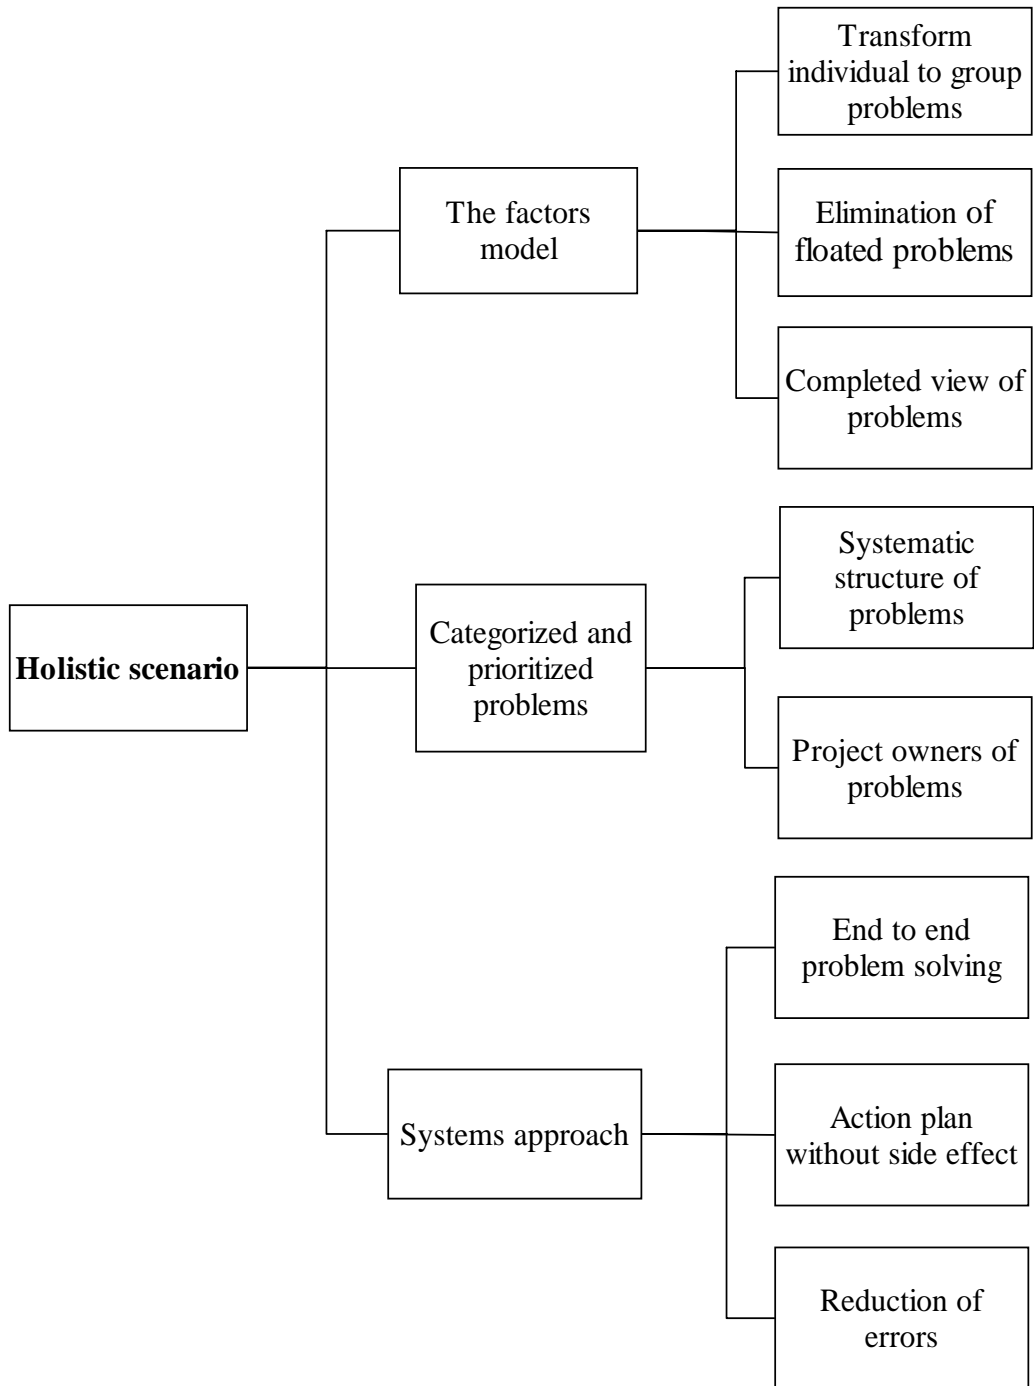 Transform
individual to group
problems
The factors
model
Elimination of
floated problems
Completed view of
problems
Systematic
structure of
problems
Holistic scenario
Categorized and
prioritized
problems
Project owners of
problems
End to end
problem solving
Systems approach
Action plan
without side effect
Reduction of
errors